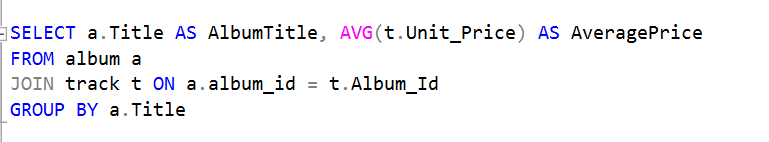 SELECT a.Title AS AlbumTitle, AVG(t.Unit_Price) AS AveragePrice
FROM album a
JOIN track t ON a.album_id = t.Album_Id
GROUP BY a.Title